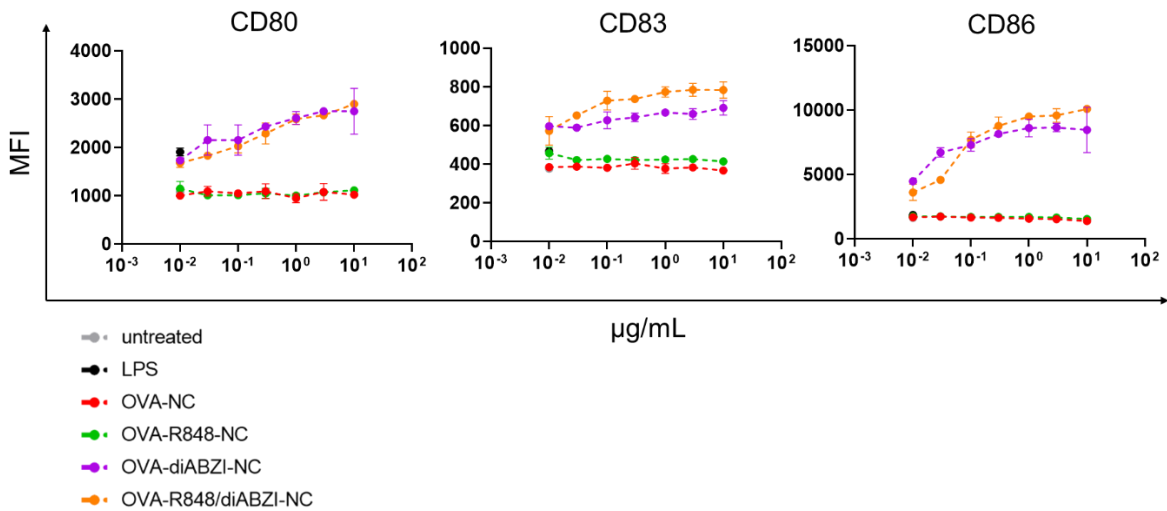 CD80 CD83 CD86
MFI
4000
3000
2000
1000
0
10⁻³ 10⁻² 10⁻¹ 10⁰ 10¹ 10²
1000
800
600
400
200
0
10⁻³ 10⁻² 10⁻¹ 10⁰ 10¹ 10²
15000
10000
5000
0
10⁻³ 10⁻² 10⁻¹ 10⁰ 10¹ 10²
µg/mL
untreated
LPS
OVA-NC
OVA-R848-NC
OVA-diABZI-NC
OVA-R848/diABZI-NC